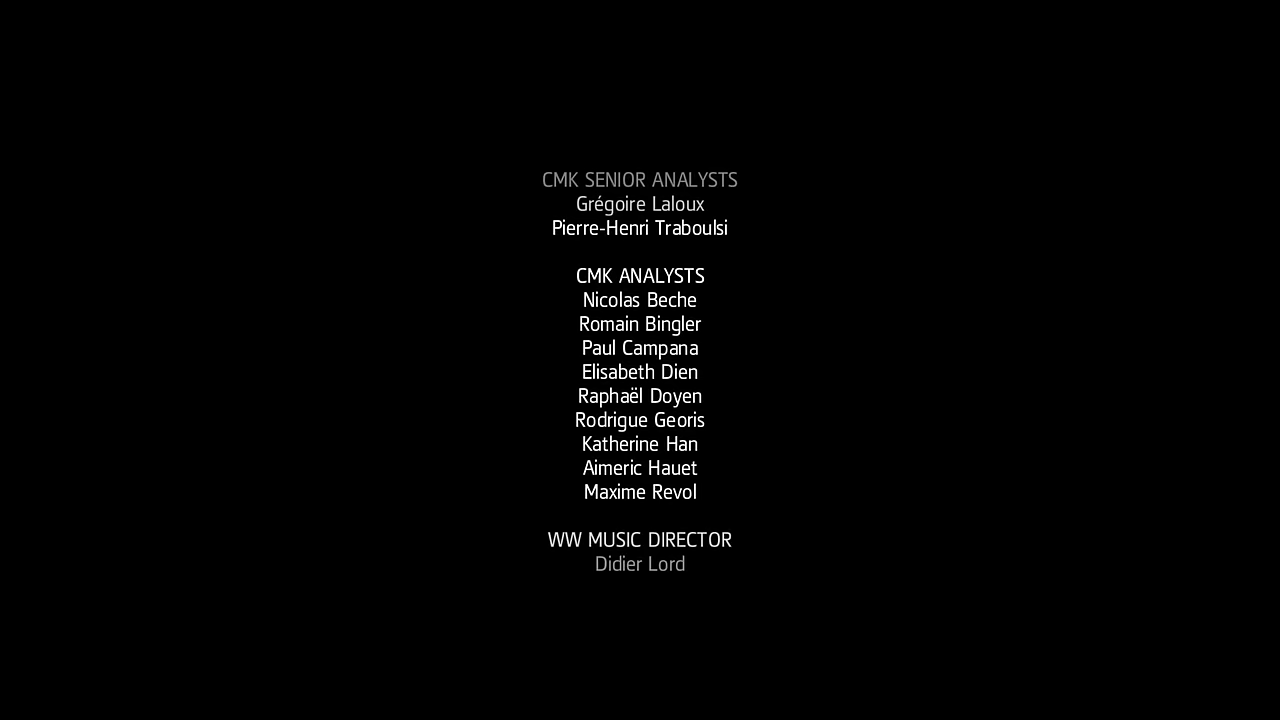 CMK SENIOR ANALYSTS
Grégoire Laloux
Pierre-Henri Traboulsi
CMK ANALYSTS
Nicolas Beche
Romain Bingler
Paul Campana
Elisabeth Dien
Raphaël Doyen
Rodrigue Georis
Katherine Han
Aimeric Hauet
Maxime Revol
WW MUSIC DIRECTOR
Didier Lord